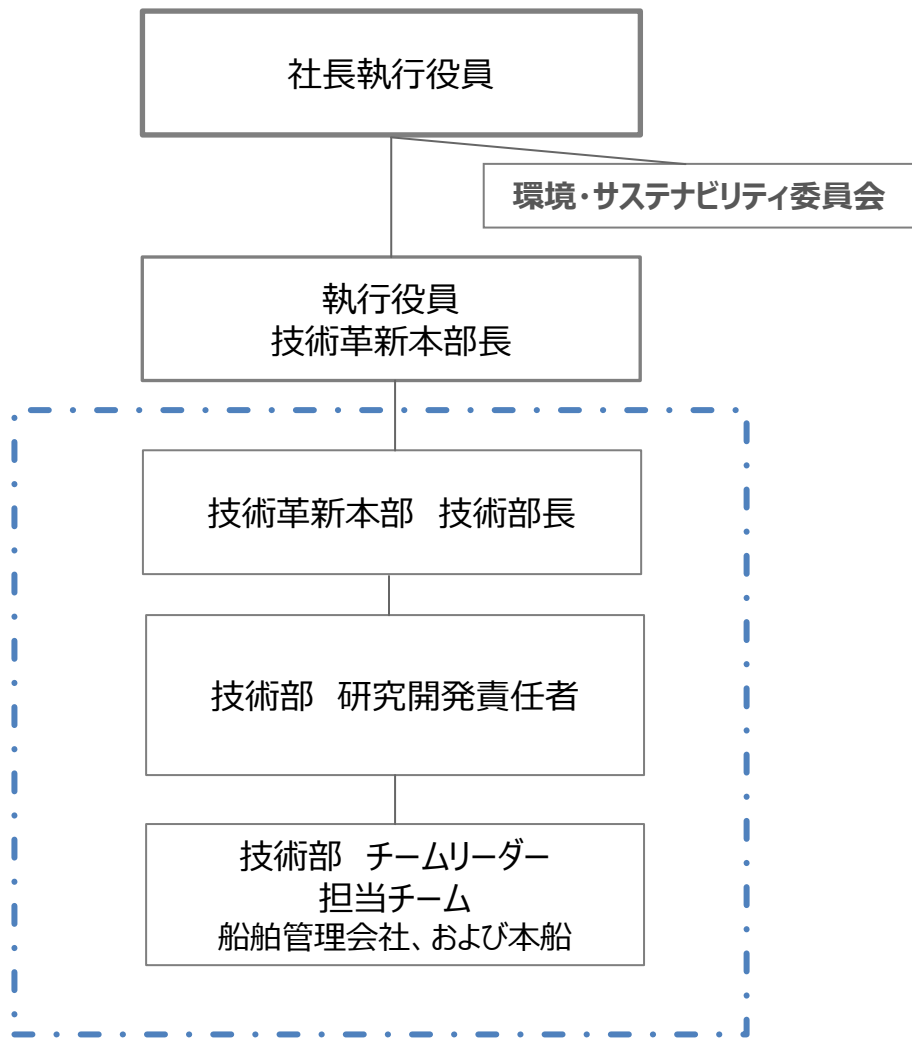 社長執行役員
環境・サステナビリティ委員会
執行役員
技術革新本部長
技術革新本部　技術部長
技術部　研究開発責任者
技術部　チームリーダー
担当チーム
船舶管理会社、および本船